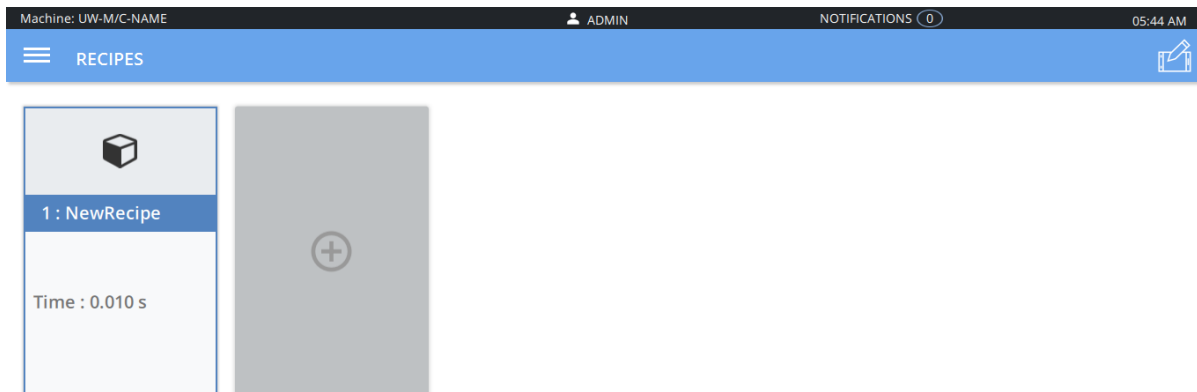 Machine: UW-M/C-NAME ADMIN NOTIFICATIONS 0 05:44 AM
RECIPES
1 : NewRecipe
Time : 0.010 s